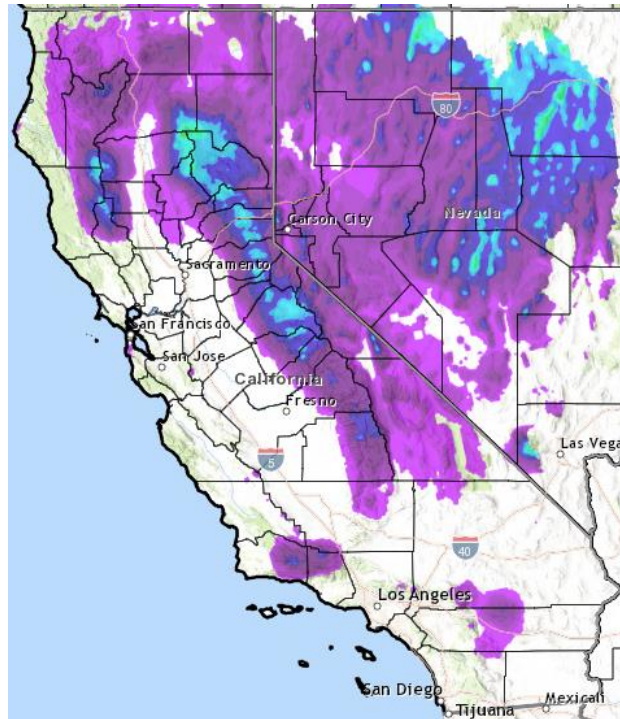 80
Carson City
Nevada
Sacramento
San Francisco
San Jose
California
Fresno
5
Las Vega
40
Los Angeles
San Diego
Tijuana
Mexicali